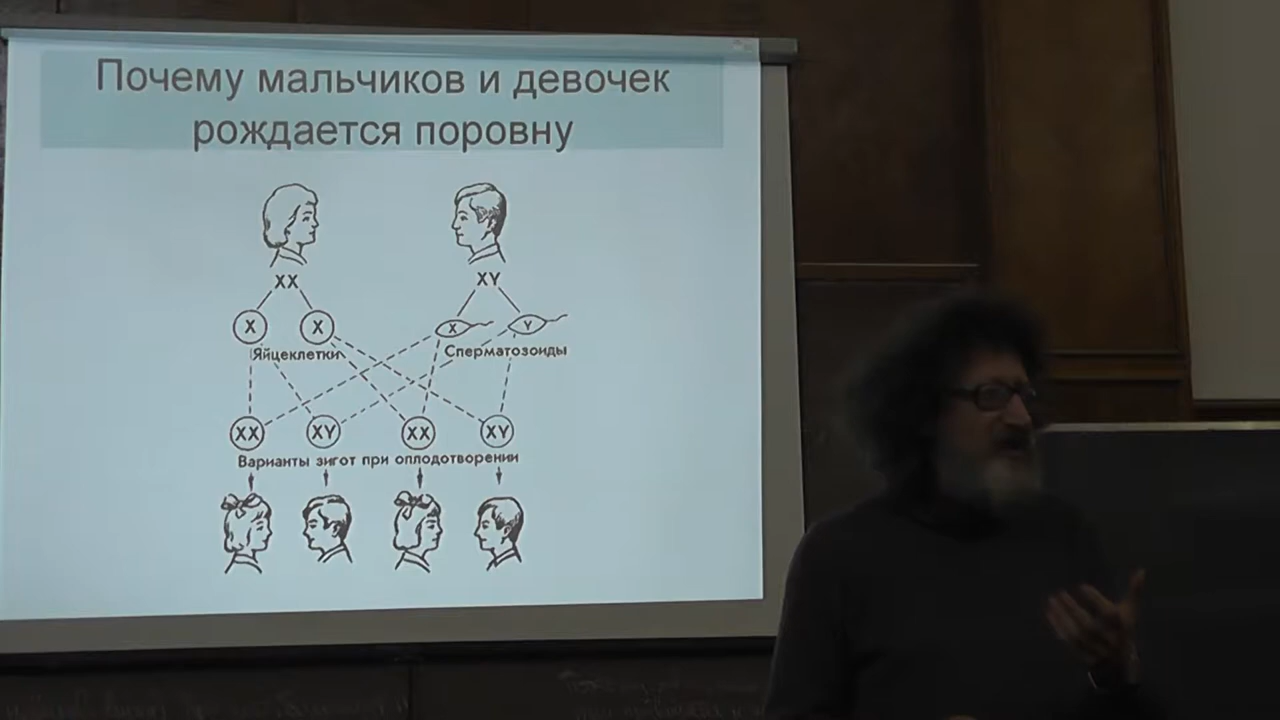 Почему мальчиков и девочек
рождается поровну
XX XY
X X X Y
Яйцеклетки Сперматозоиды
XX XY XX XY
Варианты зигот при оплодотворении